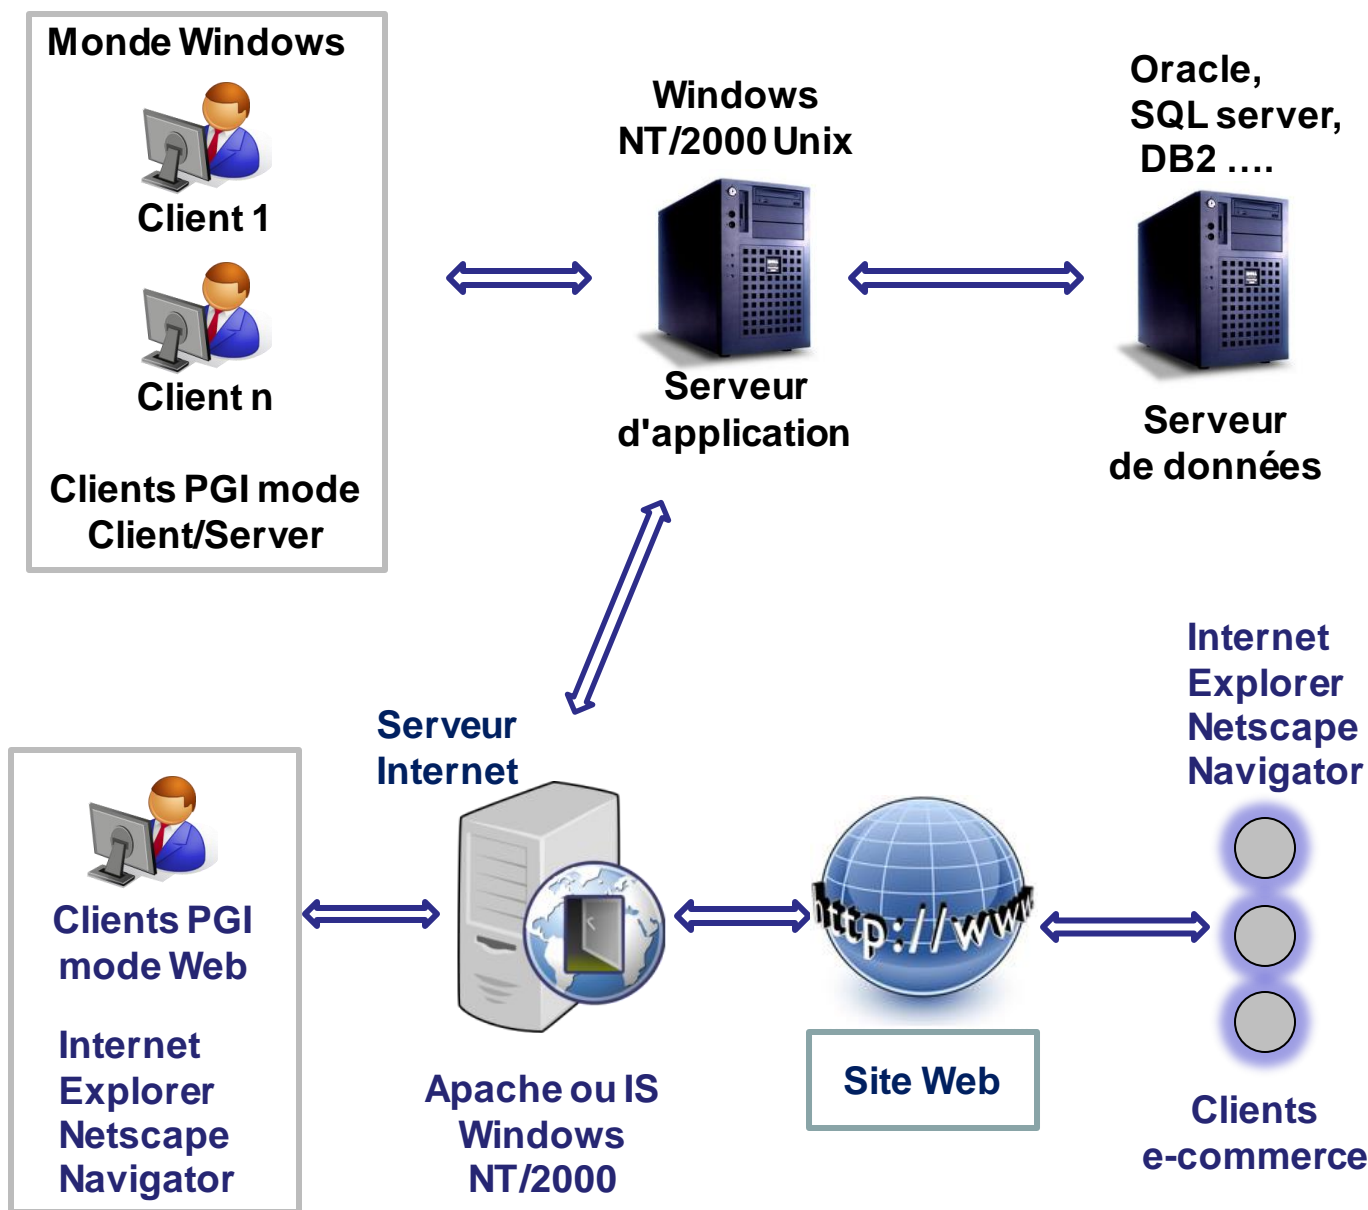 Monde Windows
Client 1
Client n
Clients PGI mode
Client/Server
Windows
NT/2000 Unix
Serveur
d'application
Oracle,
SQL server,
DB2 ....
Serveur
de données
Serveur
Internet
Clients PGI
mode Web
Internet
Explorer
Netscape
Navigator
Apache ou IS
Windows
NT/2000
http://www
Site Web
Internet
Explorer
Netscape
Navigator
Clients
e-commerce